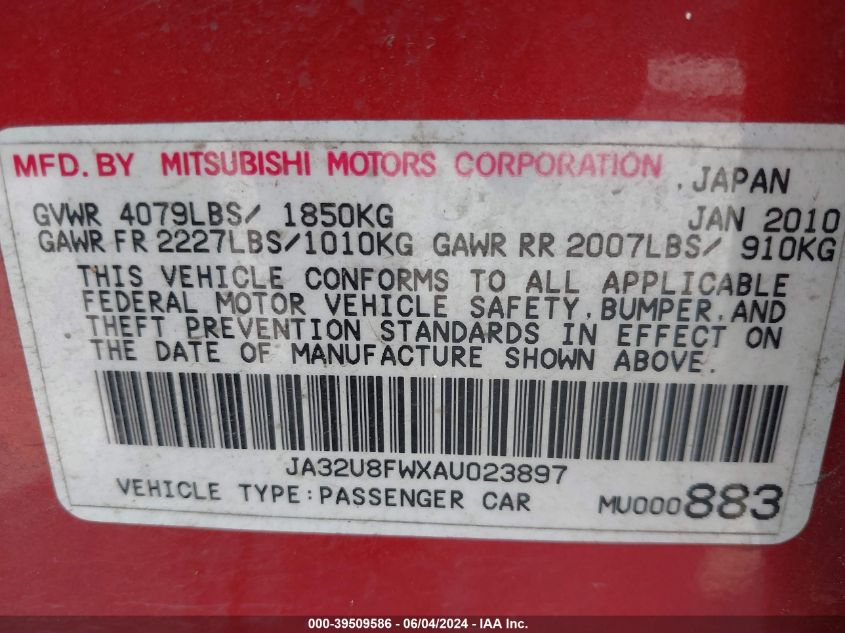 MFD. BY MITSUBISHI MOTORS CORPORATION, JAPAN
GVWR 4079LBS/ 1850KG JAN 2010
GAWR FR 2227LBS/1010KG GAWR RR 2007LBS/ 910KG
THIS VEHICLE CONFORMS TO ALL APPLICABLE
FEDERAL MOTOR VEHICLE SAFETY, BUMPER, AND
THEFT PREVENTION STANDARDS IN EFFECT ON
THE DATE OF MANUFACTURE SHOWN ABOVE.
JA32U8FWXAU023897
VEHICLE TYPE:PASSENGER CAR MU000883
000-39509586 - 06/04/2024 - IAA Inc.